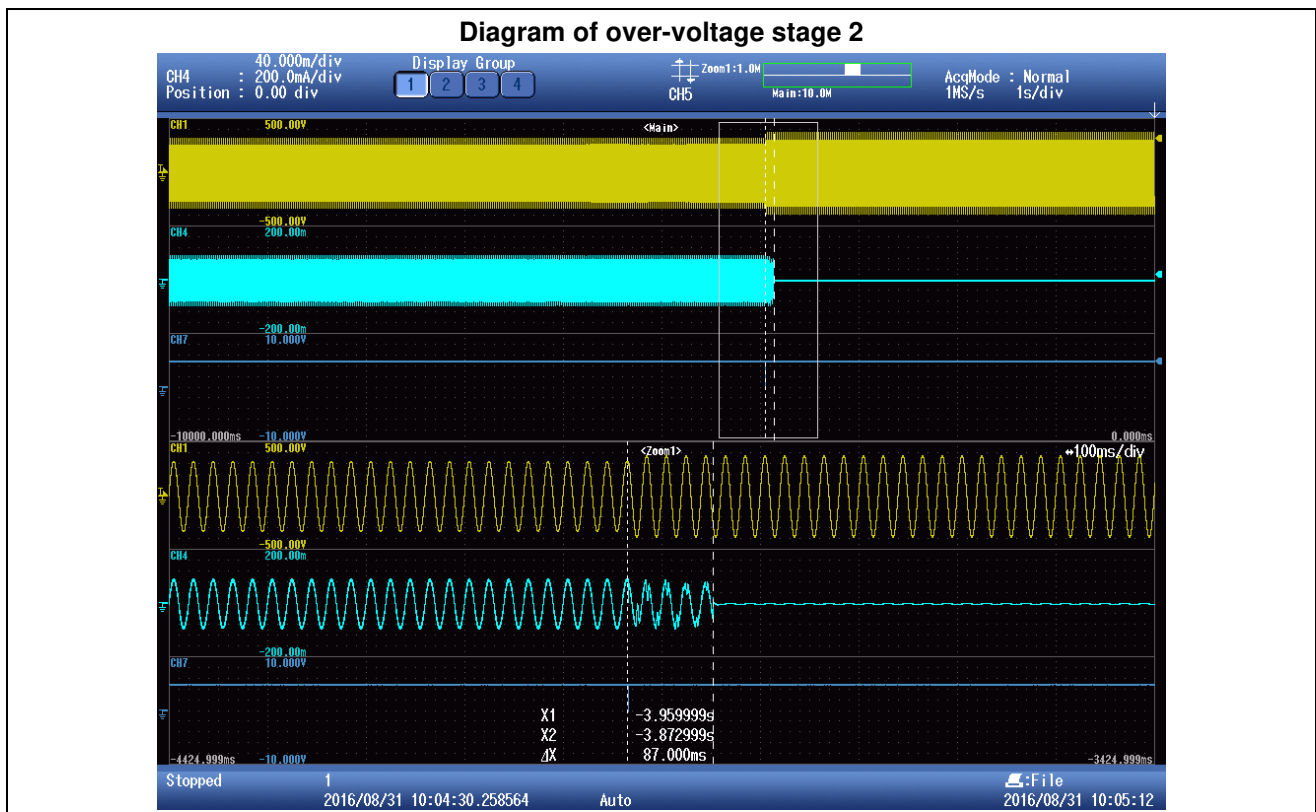 Diagram of over-voltage stage 2
40.000m/div
CH4 : 200.0mA/div
Position : 0.00 div
Display Group
1 2 3 4
Zoom1:1.0M
CH5
Main:10.0M
AcqMode : Normal
1MS/s 1s/div
CH1 500.00V
<Main>
-500.00V
CH4 200.00m
-200.00m
CH7 10.000V
-10000.000ms -10.000V 0.000ms
CH1 500.00V <Zoom1> 100ms/div
-500.00V
CH4 200.00m
-200.00m
CH7 10.000V
X1 -3.959999s
X2 -3.872999s
ΔX 87.000ms
-4424.999ms -10.000V -3424.999ms
Stopped 1 :File
2016/08/31 10:04:30.258564 Auto 2016/08/31 10:05:12